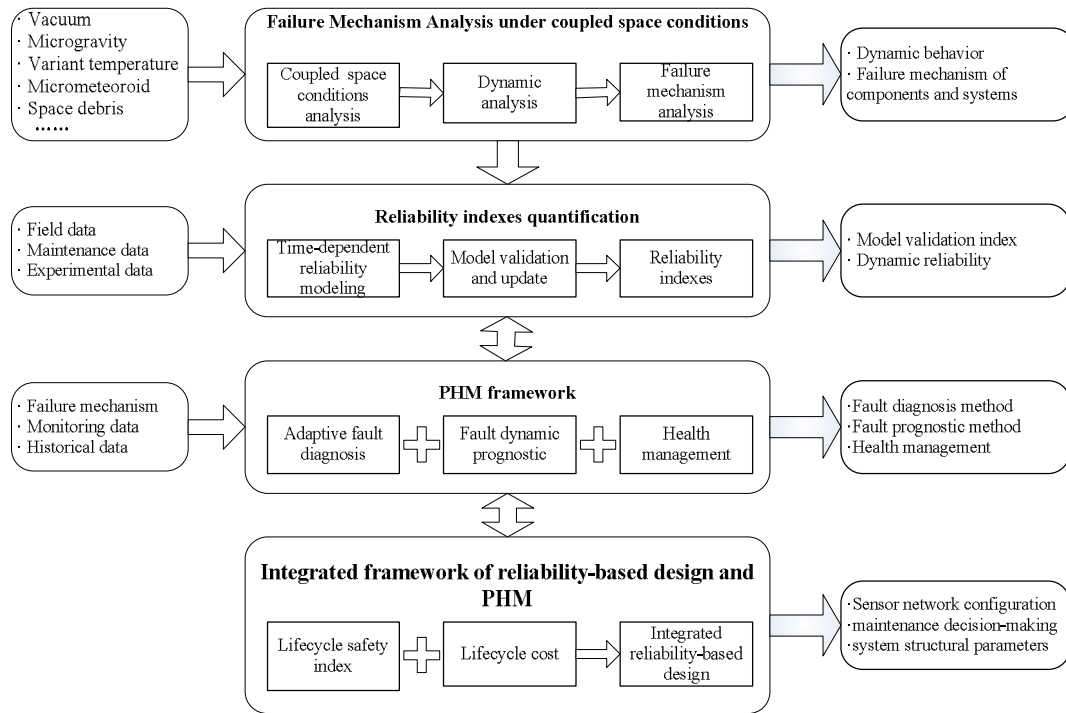 · Vacuum
· Microgravity
· Variant temperature
· Micrometeoroid
· Space debris
……
Failure Mechanism Analysis under coupled space conditions
Coupled space
conditions
analysis
Dynamic
analysis
Failure
mechanism
analysis
· Dynamic behavior
· Failure mechanism of
components and systems
· Field data
· Maintenance data
· Experimental data
Reliability indexes quantification
Time-dependent
reliability
modeling
Model validation
and update
Reliability
indexes
· Model validation index
· Dynamic reliability
· Failure mechanism
· Monitoring data
· Historical data
PHM framework
Adaptive fault
diagnosis
Fault dynamic
prognostic
Health
management
·Fault diagnosis method
·Fault prognostic method
·Health management
Integrated framework of reliability-based design and
PHM
Lifecycle safety
index
Lifecycle cost
Integrated
reliability-based
design
·Sensor network configuration
·maintenance decision-making
·system structural parameters